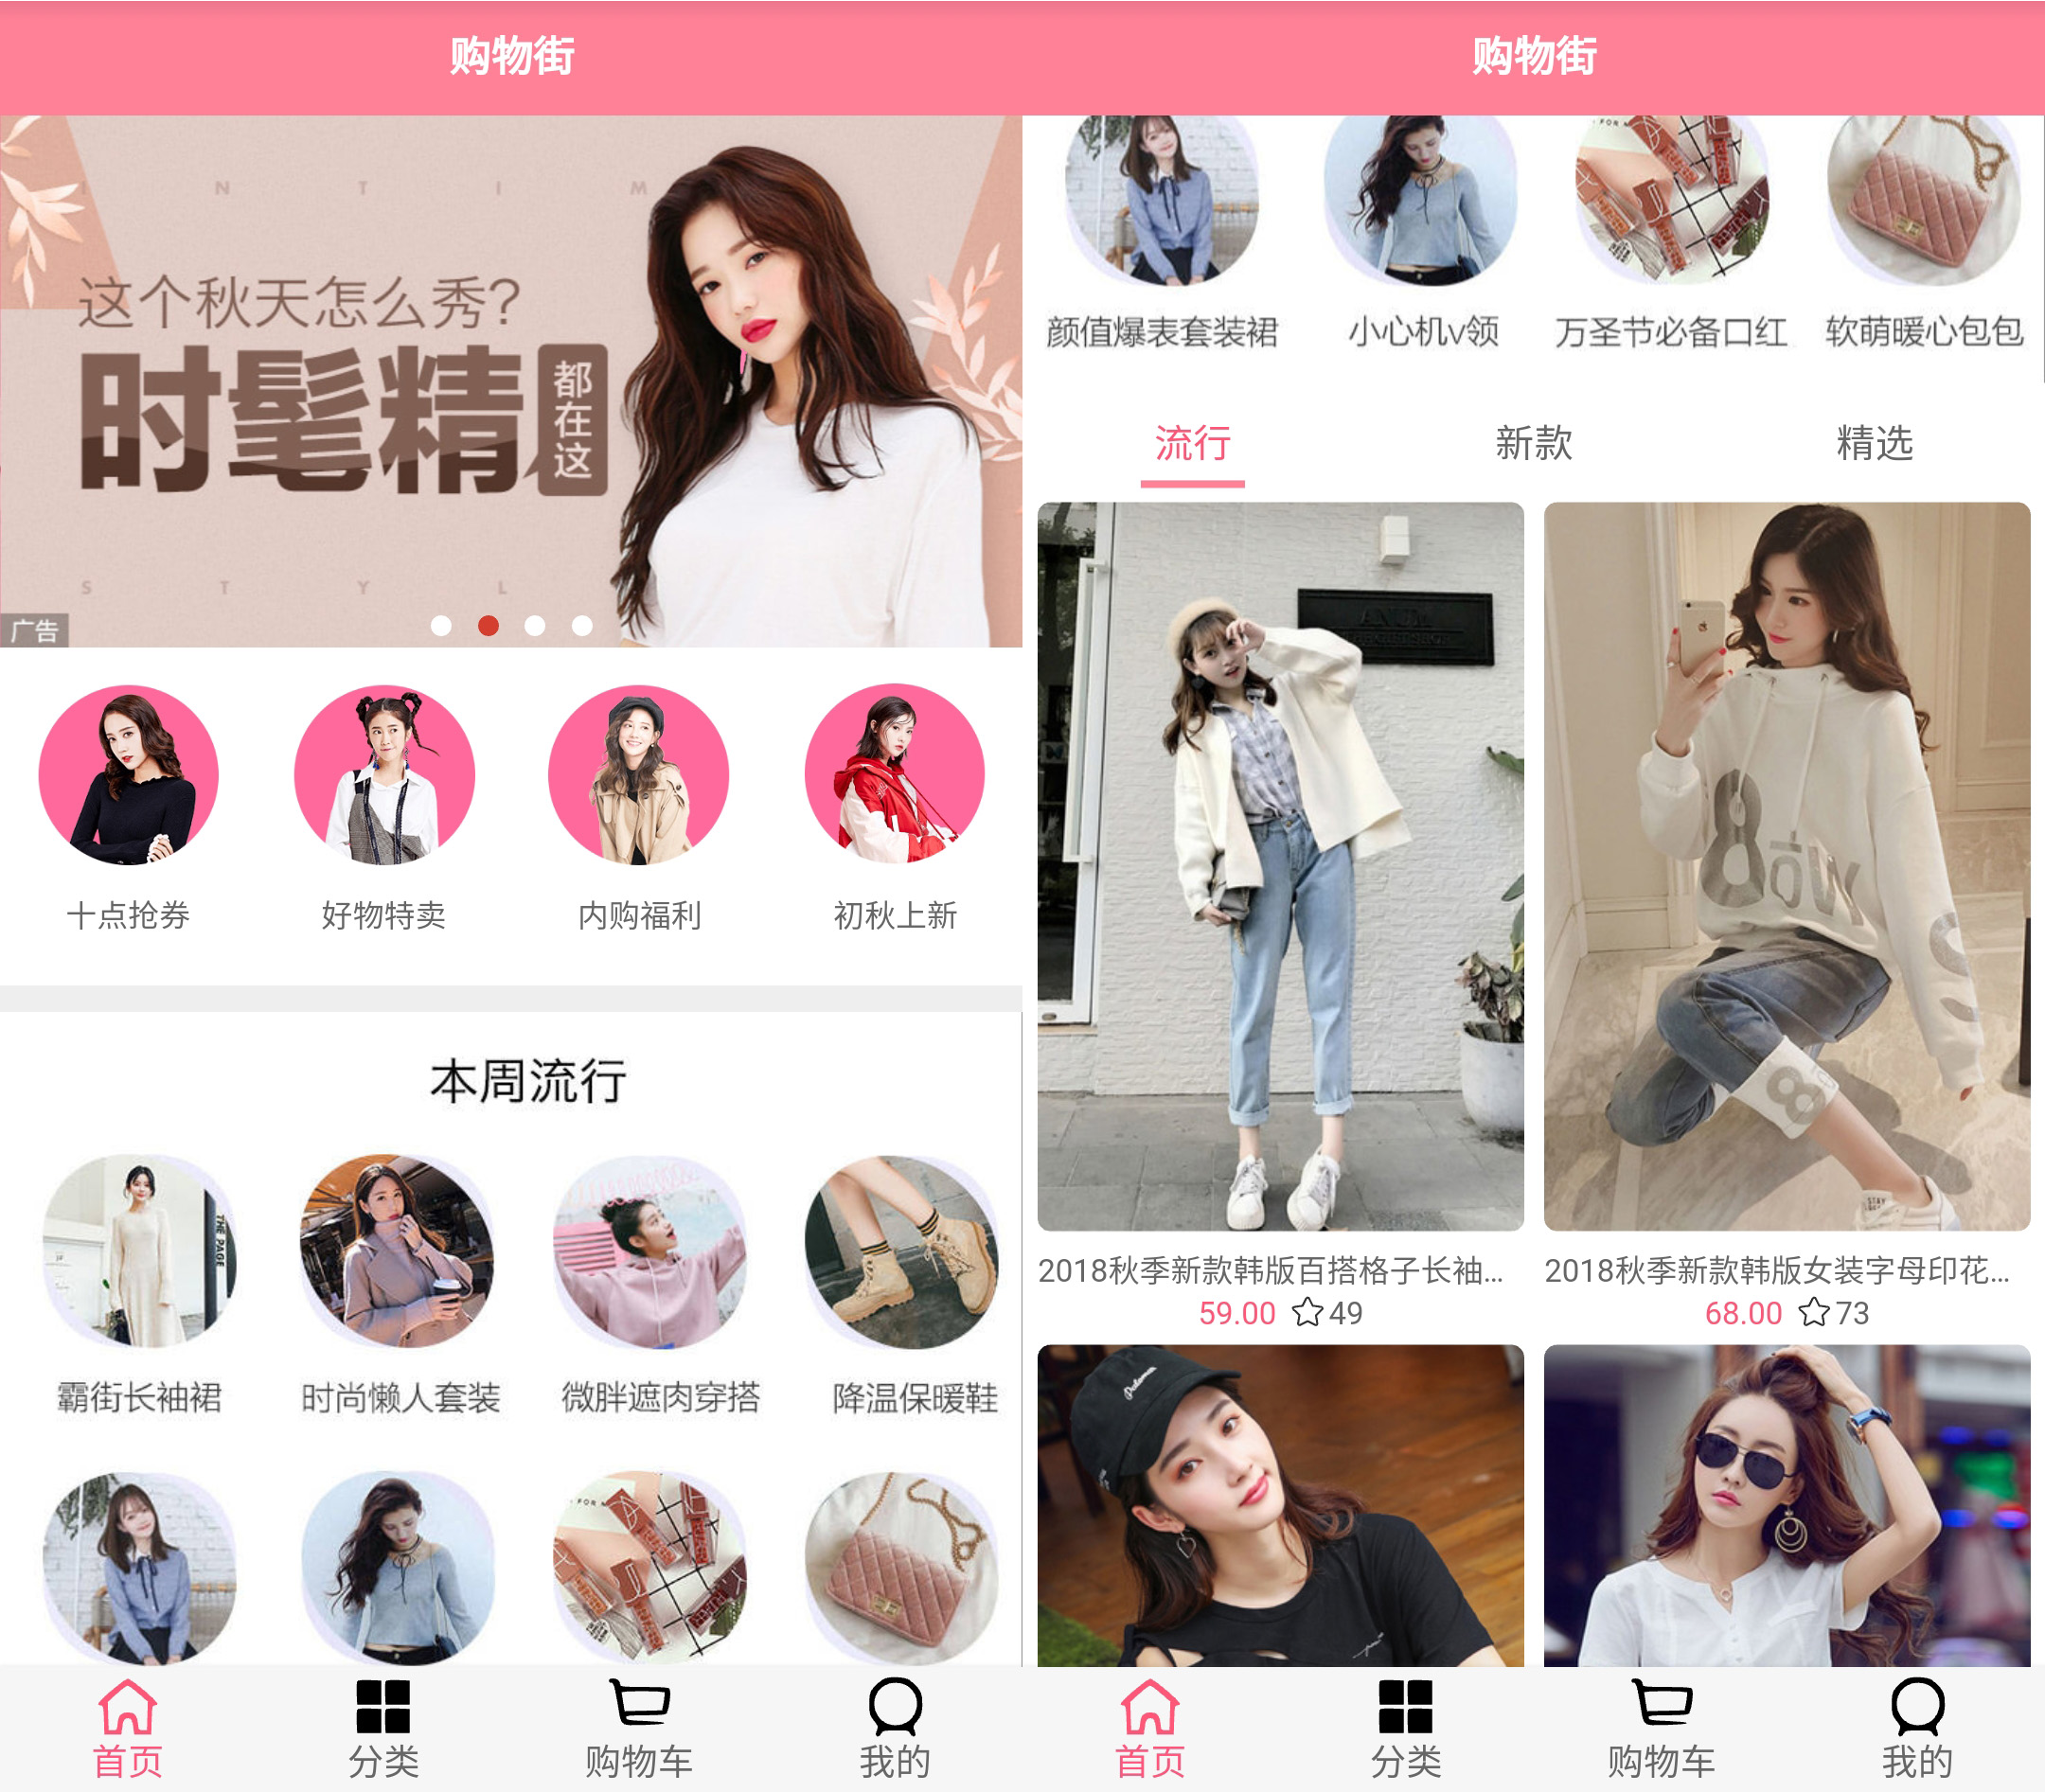 购物街
I N T I M
这个秋天怎么秀?
时髦精
都在这
S T Y L
广告
十点抢券
好物特卖
内购福利
初秋上新
本周流行
THE PAGE
霸街长袖裙
时尚懒人套装
微胖遮肉穿搭
降温保暖鞋
FOR M
首页
分类
购物车
我的
购物街
FOR M
颜值爆表套装裙
小心机V领
万圣节必备口红
软萌暖心包包
流行
新款
精选
2018秋季新款韩版百搭格子长袖...
59.00 49
2018秋季新款韩版女装字母印花...
68.00 73
首页
分类
购物车
我的